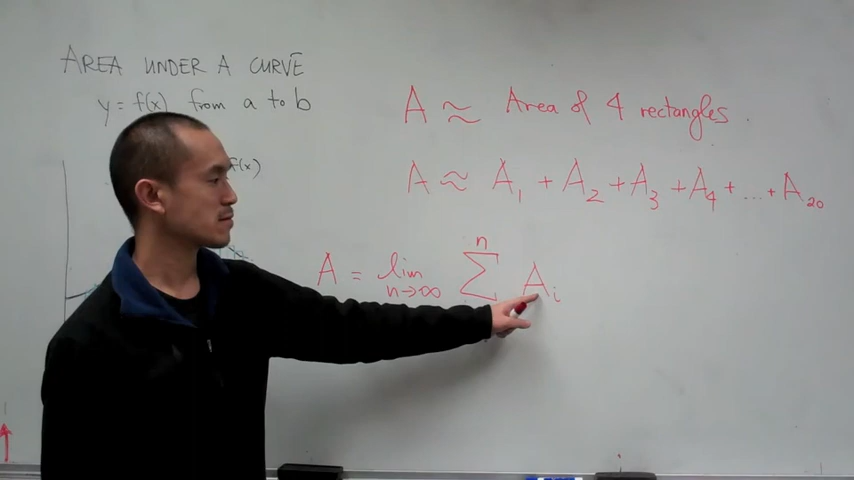 AREA UNDER A CURVE
y = f(x) from a to b
A ≈ Area of 4 rectangles.
f(x)
A ≈ A₁ + A₂ + A₃ + A₄ + ... + A₂₀
n
A = lim Σ Aᵢ
n→∞